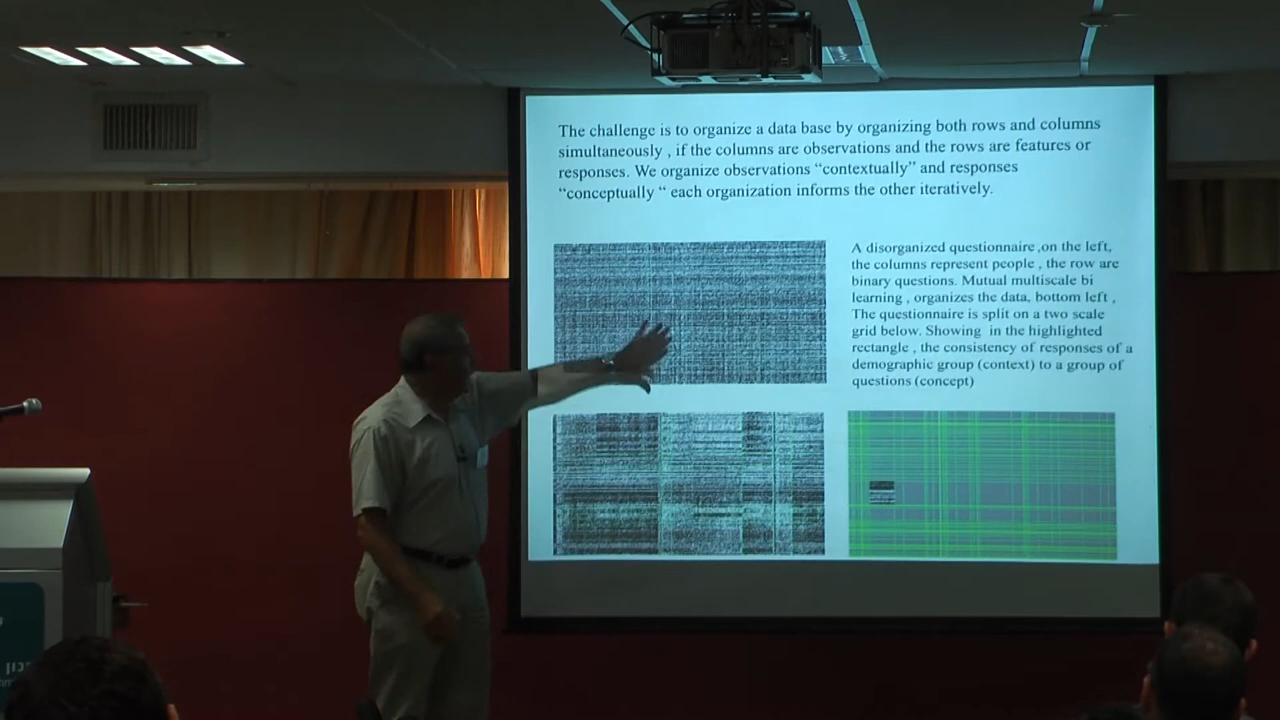 The challenge is to organize a data base by organizing both rows and columns
simultaneously , if the columns are observations and the rows are features or
responses. We organize observations “contextually” and responses
“conceptually “ each organization informs the other iteratively.
A disorganized questionnaire ,on the left,
the columns represent people , the row are
binary questions. Mutual multiscale bi
learning , organizes the data, bottom left ,
The questionnaire is split on a two scale
grid below. Showing  in the highlighted
rectangle , the consistency of responses of a
demographic group (context) to a group of
questions (concept)